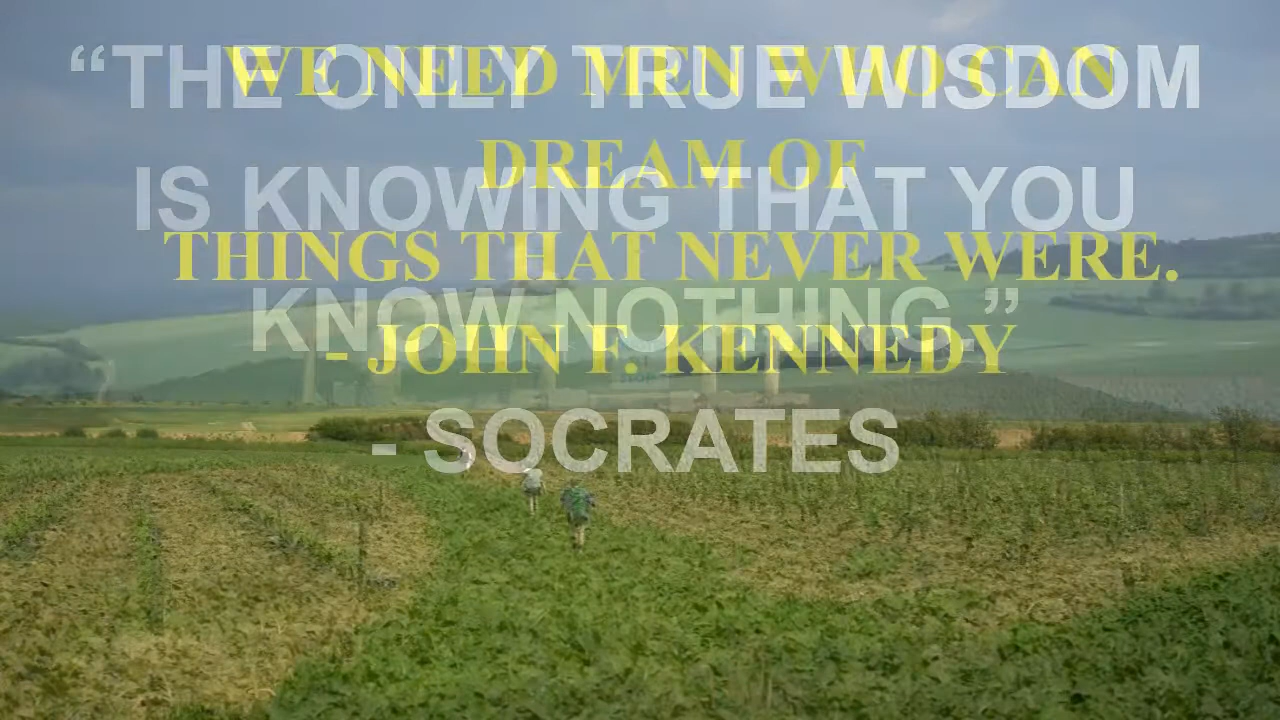 “THE ONLY TRUE WISDOM
IS KNOWING THAT YOU
KNOW NOTHING ”
- SOCRATES
WE NEED MEN WHO CAN
DREAM OF
THINGS THAT NEVER WERE.
- JOHN F. KENNEDY